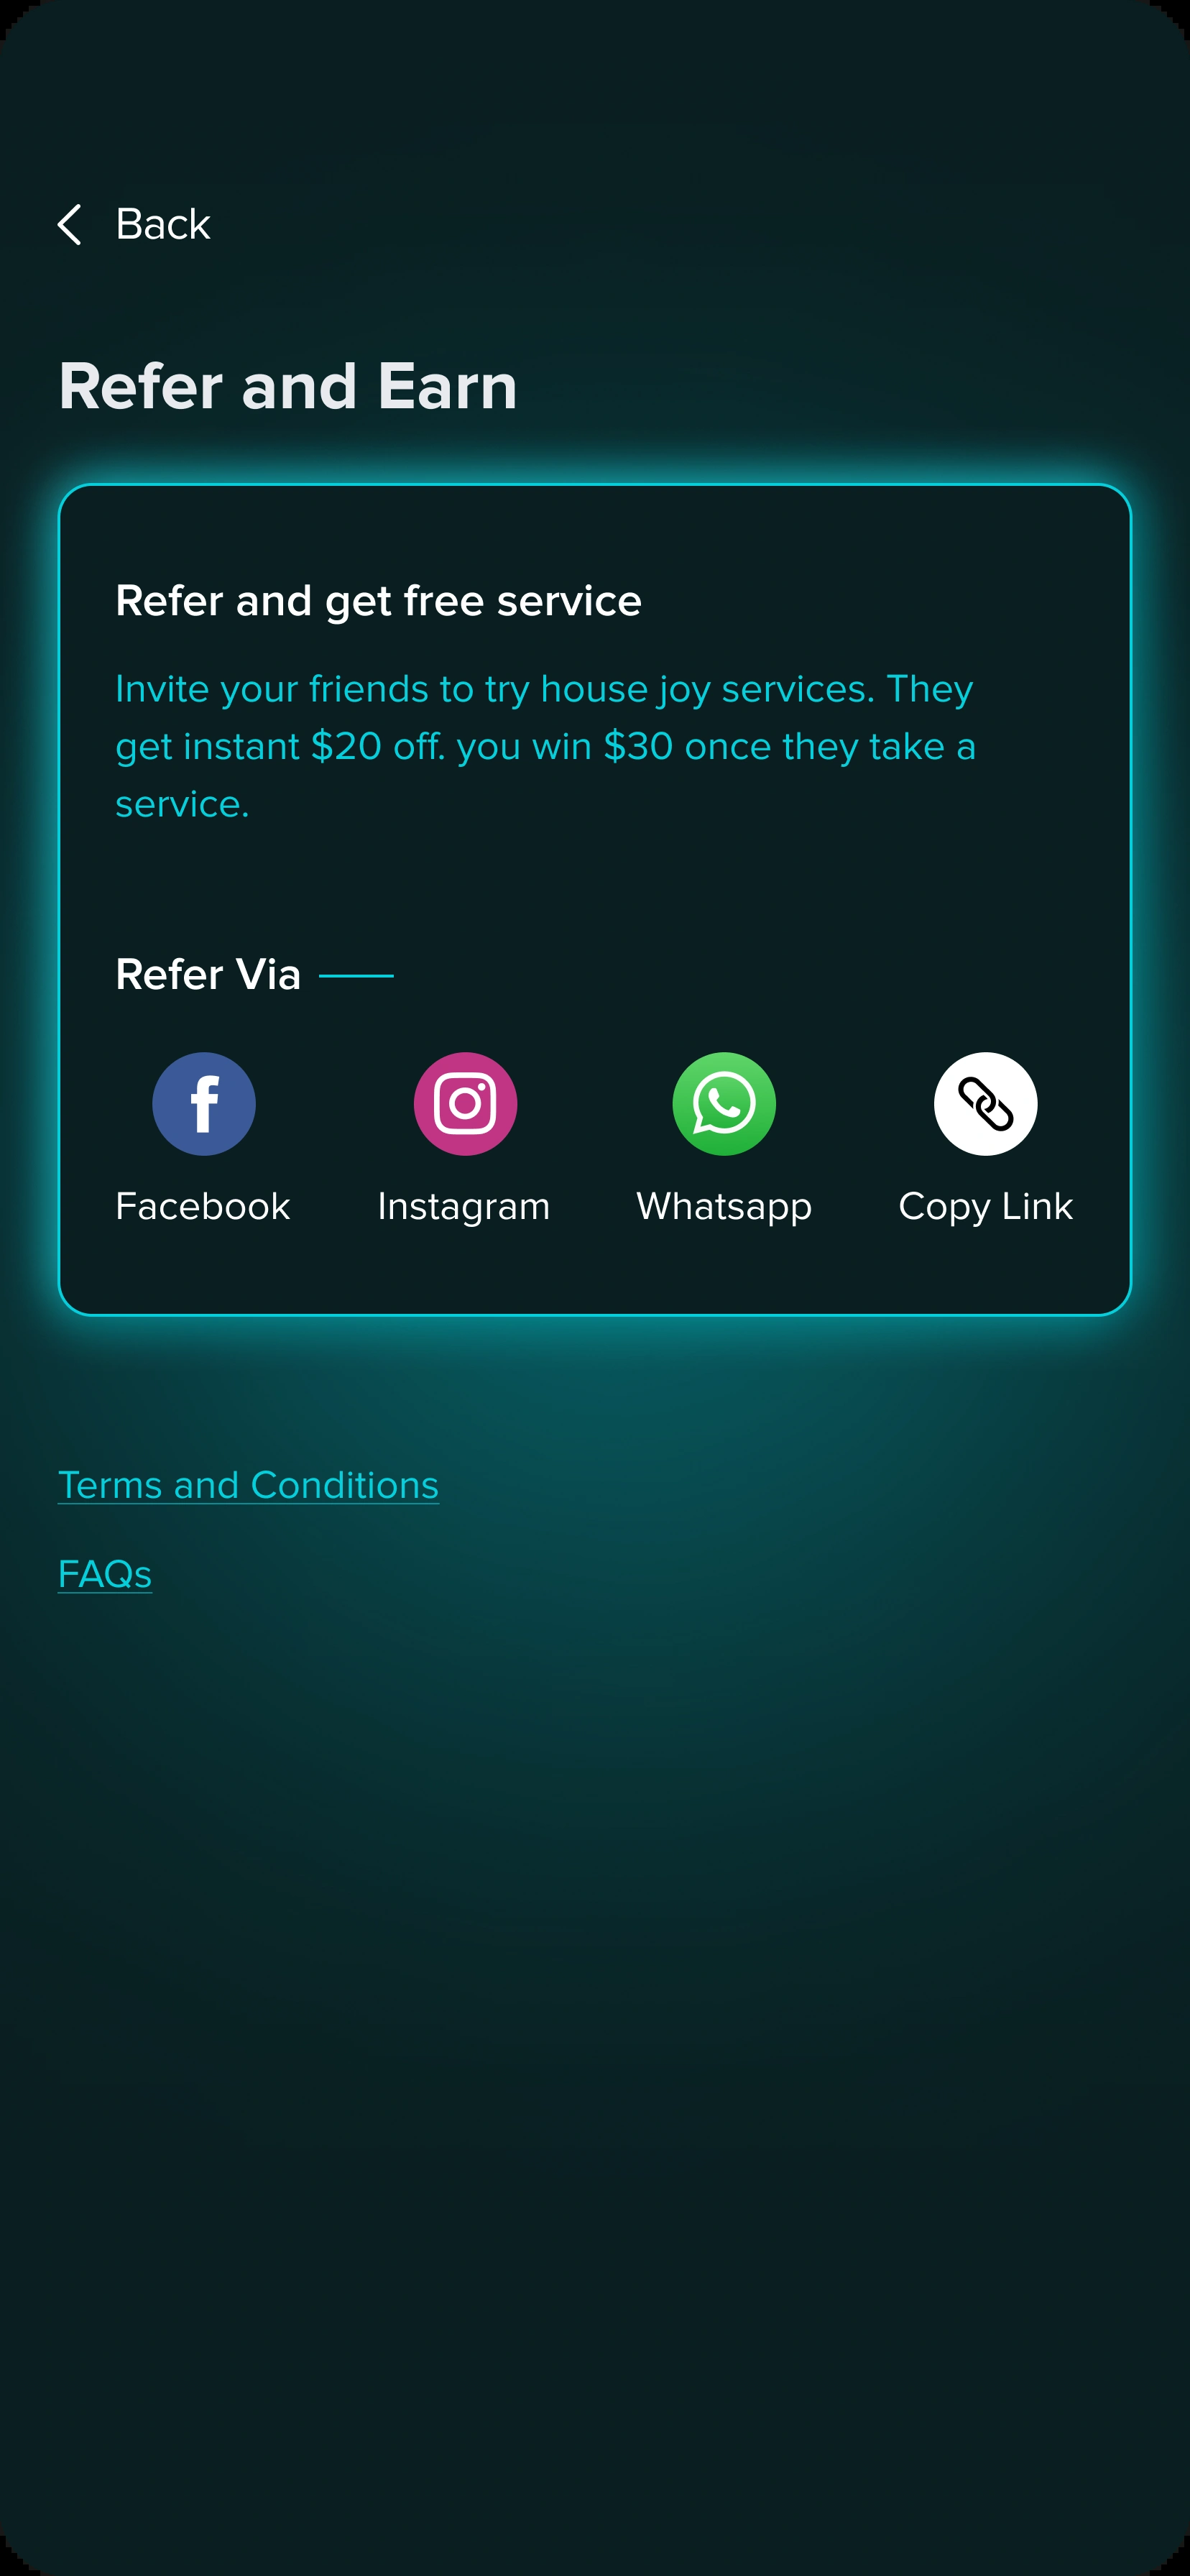 Back
Refer and Earn
Refer and get free service
Invite your friends to try house joy services. They
get instant $20 off. you win $30 once they take a
service.
Refer Via
Facebook
Instagram
Whatsapp
Copy Link
Terms and Conditions
FAQs